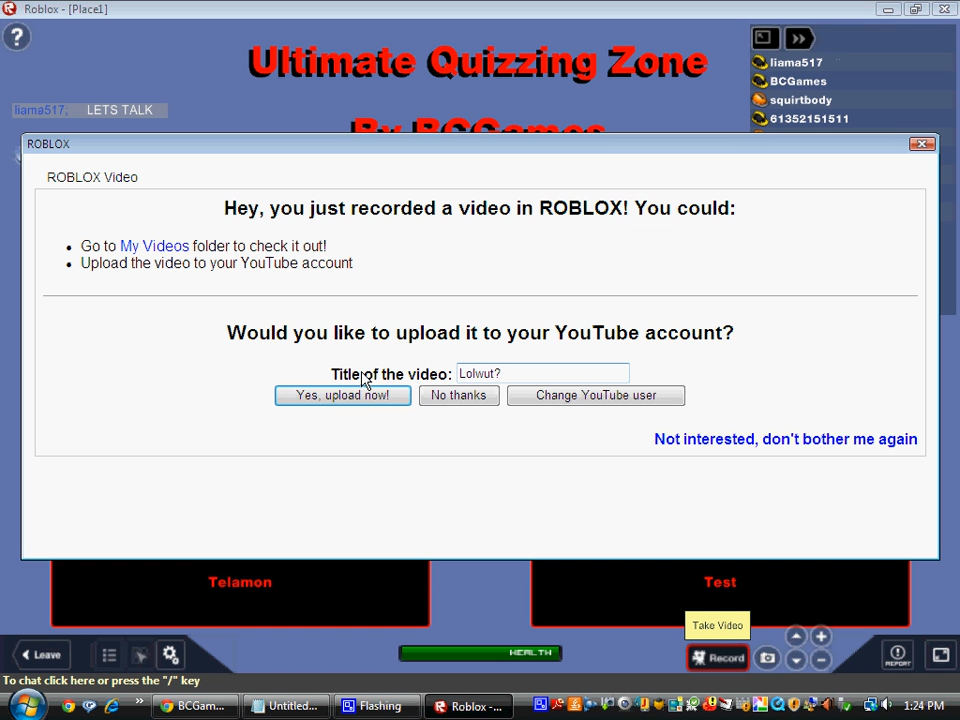 Roblox - [Place1]
?
Ultimate Quizzing Zone
By BCGames
liama517
BCGames
squirtbody
61352151511
liama517, LETS TALK
ROBLOX
ROBLOX Video
Hey, you just recorded a video in ROBLOX! You could:
Go to My Videos folder to check it out!
Upload the video to your YouTube account
Would you like to upload it to your YouTube account?
Title of the video: Lolwut?
Yes, upload now! No thanks Change YouTube user
Not interested, don't bother me again
Telamon
Test
Take Video
Leave
HEALTH
Record
REPORT
To chat click here or press the "/" key
BCGam...
Untitled...
Flashing
Roblox -...
1:24 PM